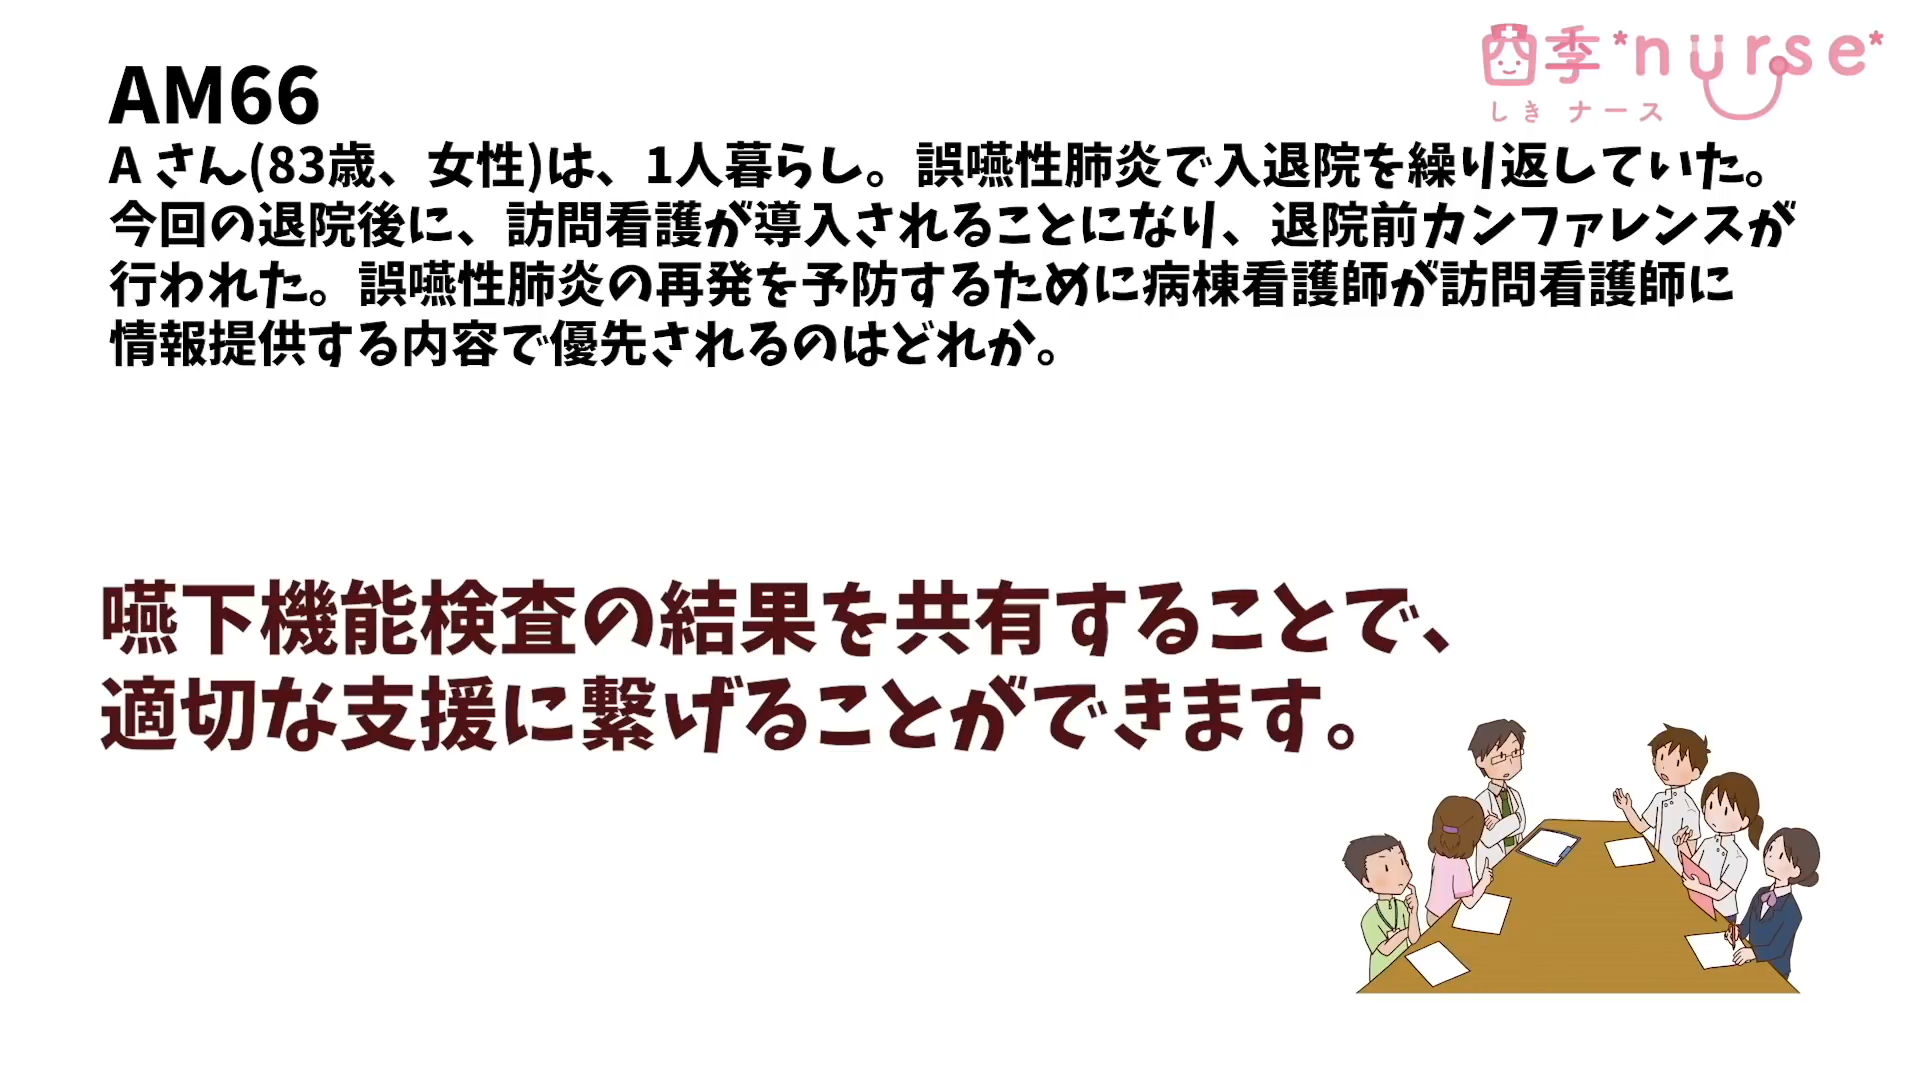 四季*nurse*
しき ナース
AM66
A さん(83歳、女性)は、1人暮らし。誤嚥性肺炎で入退院を繰り返していた。
今回の退院後に、訪問看護が導入されることになり、退院前カンファレンスが
行われた。誤嚥性肺炎の再発を予防するために病棟看護師が訪問看護師に
情報提供する内容で優先されるのはどれか。
嚥下機能検査の結果を共有することで、
適切な支援に繋げることができます。